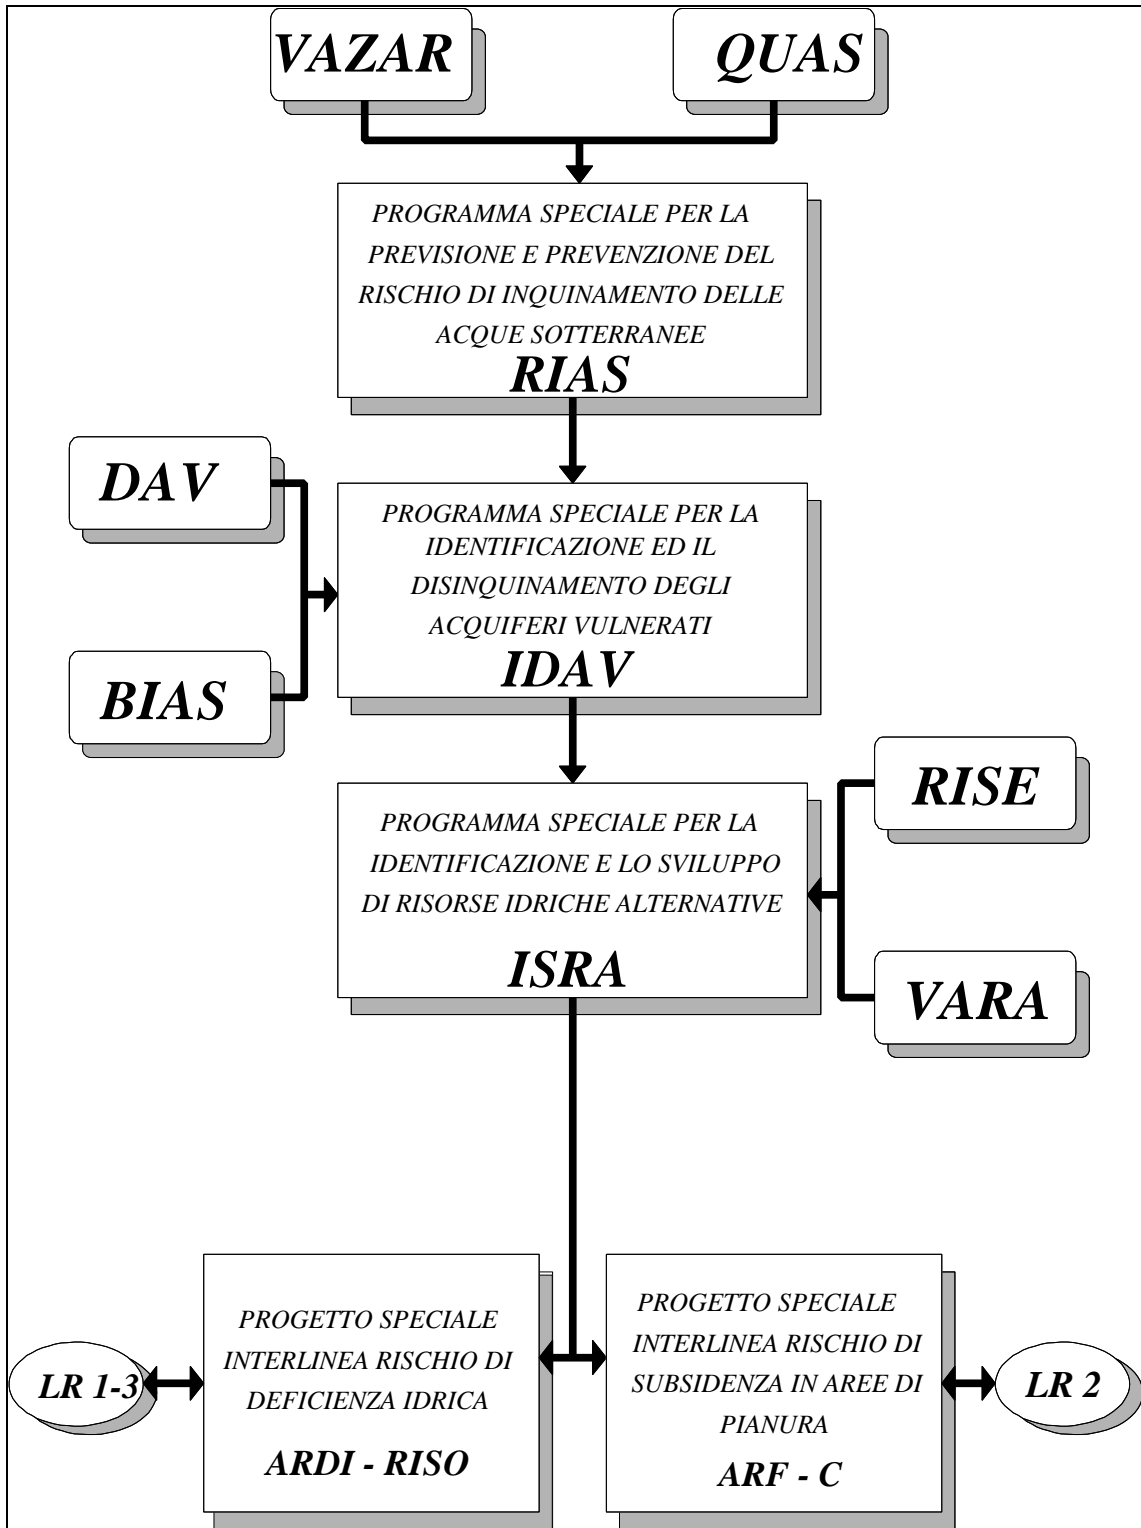 VAZAR
QUAS
PROGRAMMA SPECIALE PER LA
PREVISIONE E PREVENZIONE DEL
RISCHIO DI INQUINAMENTO DELLE
ACQUE SOTTERRANEE
RIAS
DAV
BIAS
PROGRAMMA SPECIALE PER LA
IDENTIFICAZIONE ED IL
DISINQUINAMENTO DEGLI
ACQUIFERI VULNERATI
IDAV
PROGRAMMA SPECIALE PER LA
IDENTIFICAZIONE E LO SVILUPPO
DI RISORSE IDRICHE ALTERNATIVE
ISRA
RISE
VARA
LR 1-3
PROGETTO SPECIALE
INTERLINEA RISCHIO DI
DEFICIENZA IDRICA
ARDI - RISO
PROGETTO SPECIALE
INTERLINEA RISCHIO DI
SUBSIDENZA IN AREE DI
PIANURA
ARF - C
LR 2